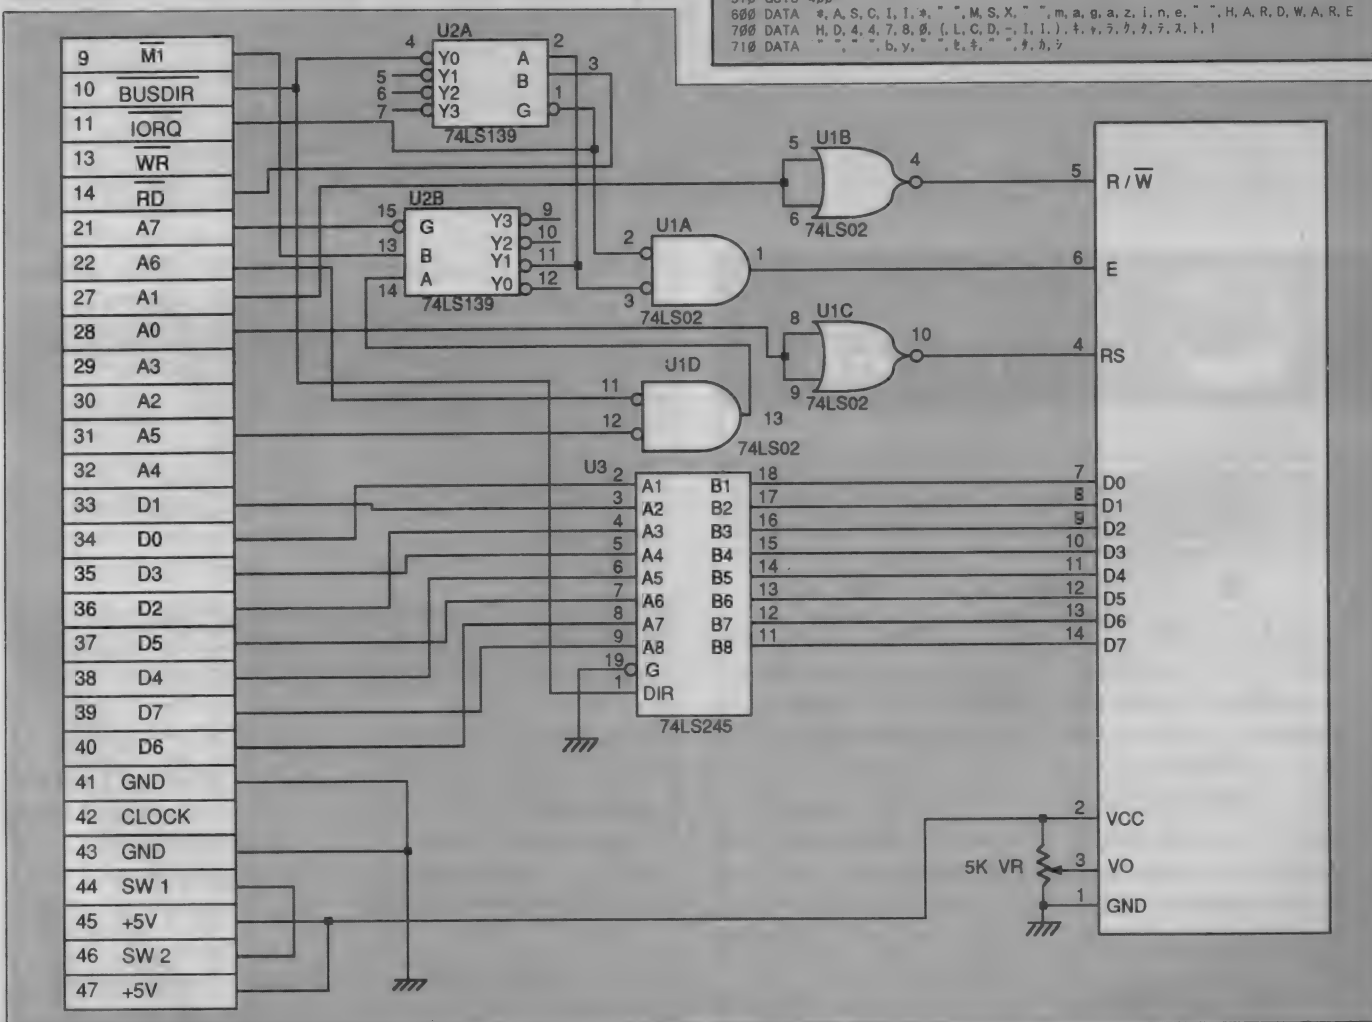 600 DATA *,A,S,C,I,I,*," ",M,S,X," ",m,a,g,a,z,i,n,e," ",H,A,R,D,W,A,R,E
700 DATA H,D,4,4,7,8,0,(,L,C,D,-,I,I,),キ,ャ,ラ,ク,タ,テ,ス,ト,!
9 M1
10 BUSDIR
11 IORQ
13 WR
14 RD
21 A7
22 A6
27 A1
28 A0
29 A3
30 A2
31 A5
32 A4
33 D1
34 D0
35 D3
36 D2
37 D5
38 D4
39 D7
40 D6
41 GND
42 CLOCK
43 GND
44 SW 1
45 +5V
46 SW 2
47 +5V
U2A
4 Y0 A 2
5 Y1 B 3
6 Y2
7 Y3 G 1
74LS139
U2B
15 G Y3 9
Y2 10
13 B Y1 11
14 A Y0 12
74LS139
U1A
2
3
1
74LS02
U1B
5
6
4
74LS02
U1C
8
9
10
74LS02
U1D
11
12
13
74LS02
U3
2 A1 B1 18
3 A2 B2 17
4 A3 B3 16
5 A4 B4 15
6 A5 B5 14
7 A6 B6 13
8 A7 B7 12
9 A8 B8 11
19 G
1 DIR
74LS245
5 R/W
6 E
4 RS
7 D0
8 D1
9 D2
10 D3
11 D4
12 D5
13 D6
14 D7
2 VCC
5K VR 3 VO
1 GND